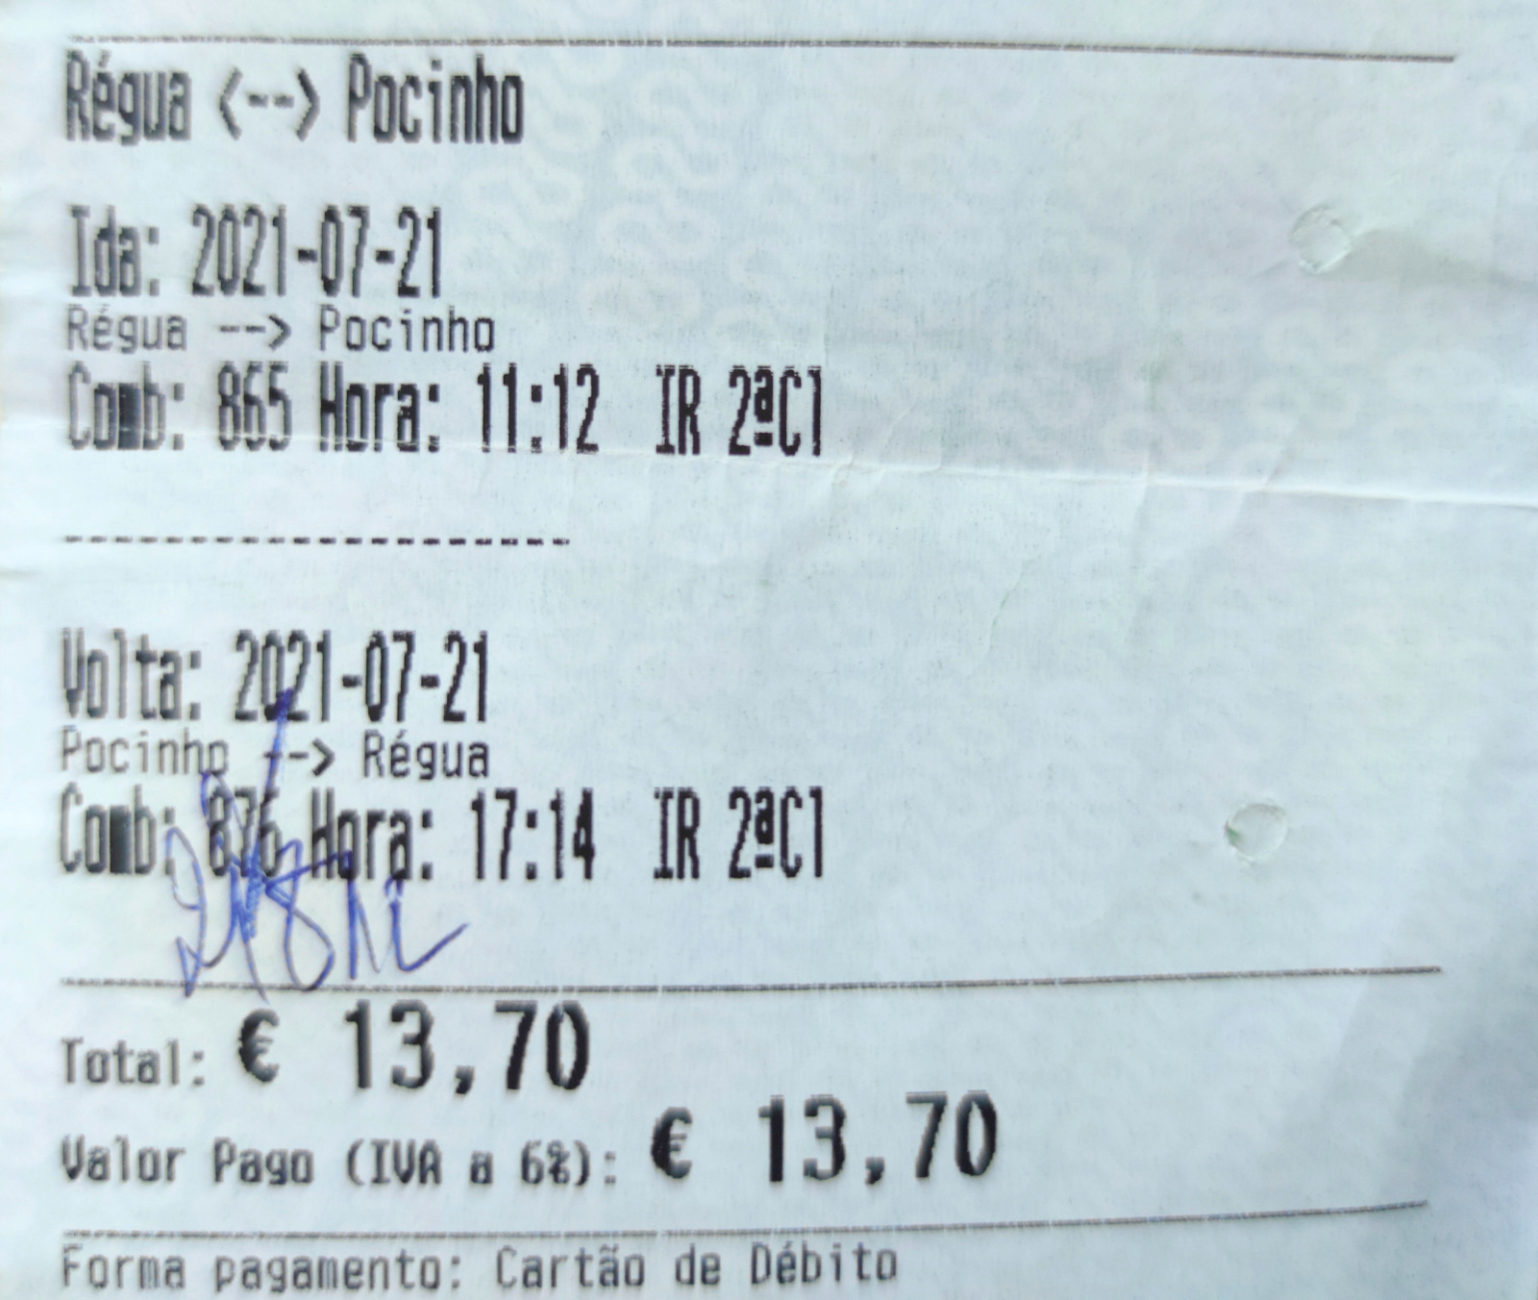 Régua <--> Pocinho
Ida: 2021-07-21
Régua --> Pocinho
Comb: 865 Hora: 11:12 IR 2ªCl
--------------------
Volta: 2021-07-21
Pocinho --> Régua
Comb: 876 Hora: 17:14 IR 2ªCl
Total: € 13,70
Valor Pago (IVA a 6%): € 13,70
Forma pagamento: Cartão de Débito